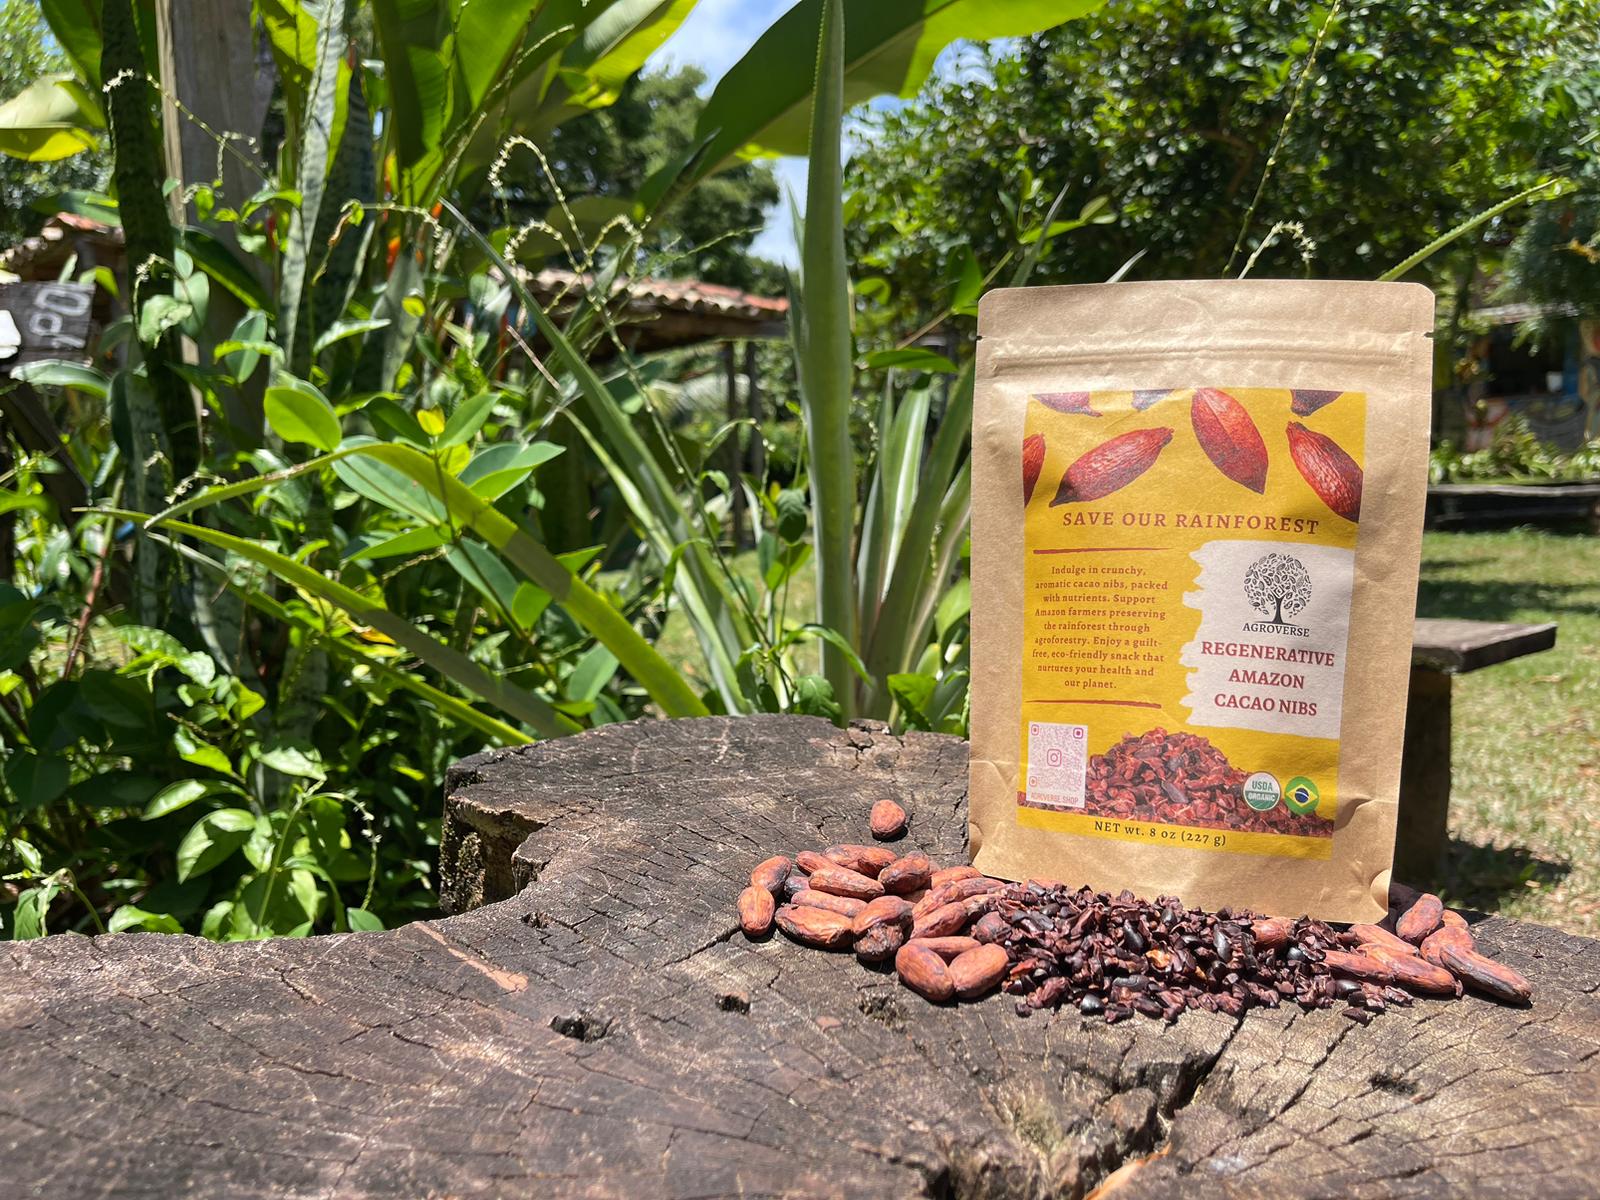 SAVE OUR RAINFOREST
Indulge in crunchy,
aromatic cacao nibs, packed
with nutrients. Support
Amazon farmers preserving
the rainforest through
agroforestry. Enjoy a guilt-
free, eco-friendly snack that
nurtures your health and
our planet.
AGROVERSE
REGENERATIVE
AMAZON
CACAO NIBS
AGROVERSE.SHOP
USDA
ORGANIC
NET wt. 8 oz (227 g)